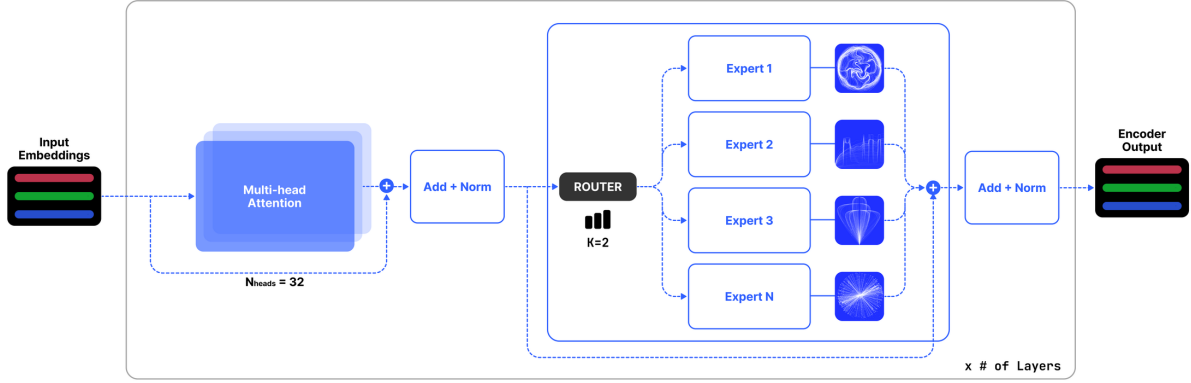 Input
Embeddings
Multi-head
Attention
Nheads = 32
Add + Norm
ROUTER
K=2
Expert 1
Expert 2
Expert 3
Expert N
Add + Norm
Encoder
Output
x # of Layers